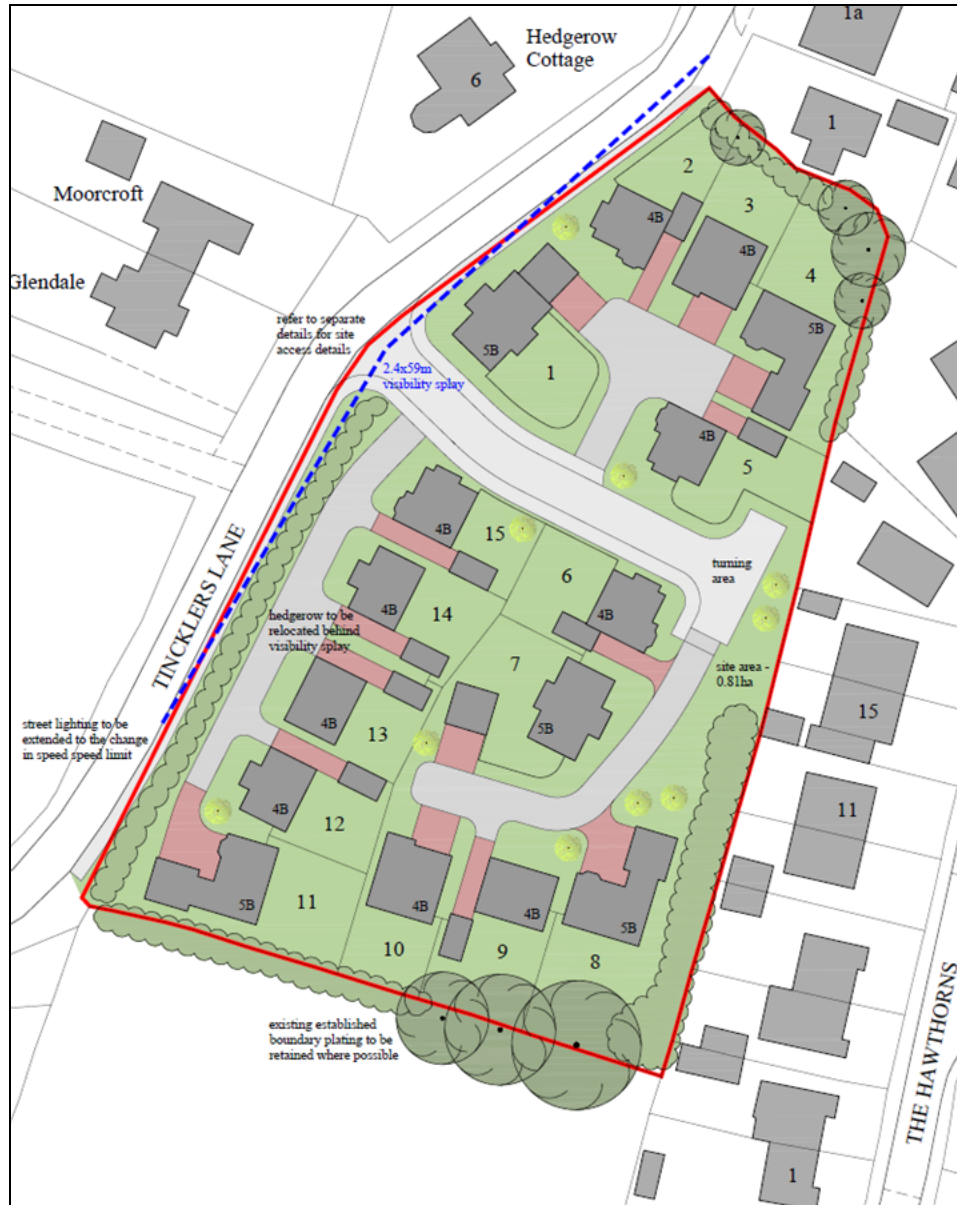 1a
Hedgerow
Cottage
6
1
Moorcroft
2
3
4B
4B
4
Glendale
5B
refer to separate
details for site
access details
5B
1
2.4x59m
visibility splay
4B
5
4B
15
turning
area
6
4B
4B
14
hedgerow to be
relocated behind
visibility splay
TINCKLERS LANE
7
site area -
0.81ha
15
street lighting to be
extended to the change
in speed speed limit
4B
13
5B
4B
12
11
5B
11
4B
4B
5B
10
9
8
existing established
boundary plating to be
retained where possible
THE HAWTHORNS
1